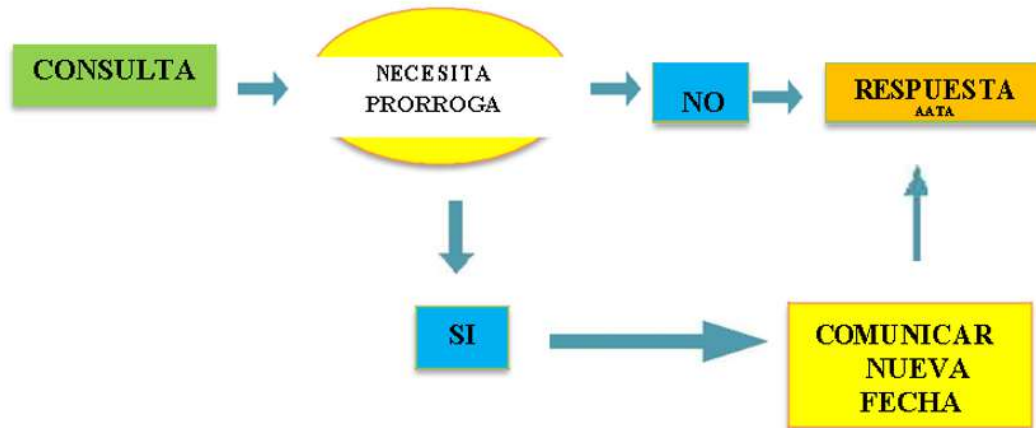 CONSULTA
NECESITA
PRORROGA
NO
RESPUESTA
AATA
SI
COMUNICAR
NUEVA
FECHA